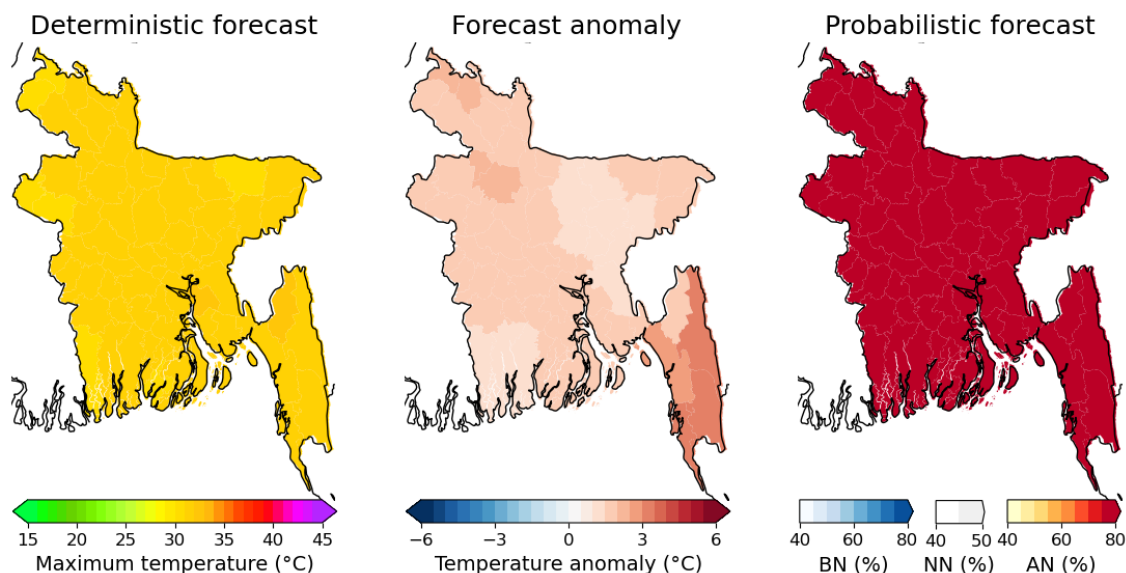 Deterministic forecast Forecast anomaly Probabilistic forecast
15 20 25 30 35 40 45 −6 −3 0 3 6 40 60 80 40 50 40 60 80
Maximum temperature (°C) Temperature anomaly (°C) BN (%) NN (%) AN (%)